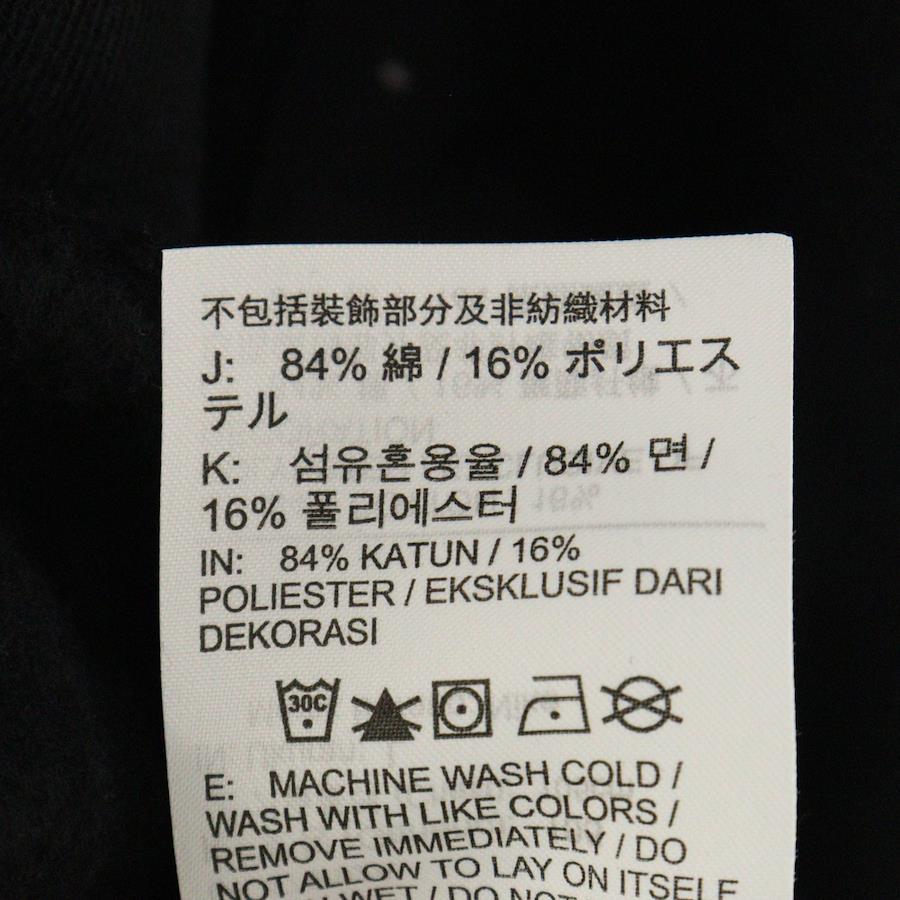 不包括裝飾部分及非紡織材料
J: 84% 綿 / 16% ポリエス
テル
K: 섬유혼용율 / 84% 면 /
16% 폴리에스터
IN: 84% KATUN / 16%
POLIESTER / EKSKLUSIF DARI
DEKORASI
30C
E: MACHINE WASH COLD /
WASH WITH LIKE COLORS /
REMOVE IMMEDIATELY / DO
NOT ALLOW TO LAY ON ITSELF
WET / DO NOT